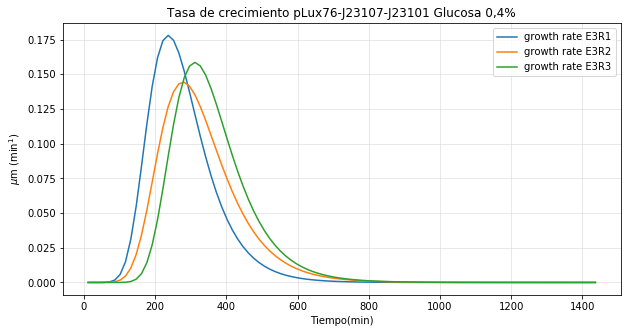 Tasa de crecimiento pLux76-J23107-J23101 Glucosa 0,4%
growth rate E3R1
growth rate E3R2
growth rate E3R3
μm (min¹)
0.175
0.150
0.125
0.100
0.075
0.050
0.025
0.000
0 200 400 600 800 1000 1200 1400
Tiempo(min)